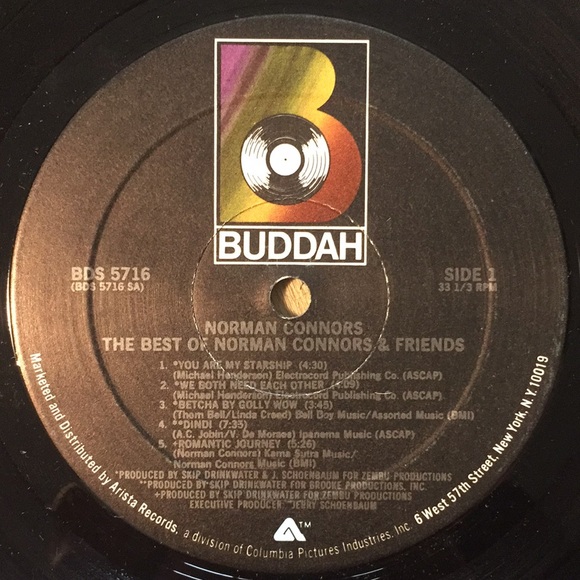 BUDDAH
BDS 5716
(BDS 5716 SA)
SIDE 1
33 1/3 RPM
NORMAN CONNORS
THE BEST OF NORMAN CONNORS & FRIENDS
1. *YOU ARE MY STARSHIP (4:30)
(Michael Henderson) Electrocord Publishing Co. (ASCAP)
2. *WE BOTH NEED EACH OTHER (4:09)
(Michael Henderson) Electrocord Publishing Co. (ASCAP)
3. *BETCHA BY GOLLY WOW (3:45)
(Thom Bell/Linda Creed) Bell Boy Music/Assorted Music (BMI)
4. **DINDI (7:35)
(A.C. Jobin/V. De Moraes) Ipanema Music (ASCAP)
5. +ROMANTIC JOURNEY (5:26)
(Norman Connors) Kama Sutra Music/
Norman Connors Music (BMI)
*PRODUCED BY SKIP DRINKWATER & J. SCHOENBAUM FOR ZEMBU PRODUCTIONS
**PRODUCED BY SKIP DRINKWATER FOR BROOKE PRODUCTIONS, INC.
+PRODUCED BY SKIP DRINKWATER FOR ZEMBU PRODUCTIONS
EXECUTIVE PRODUCER: JERRY SCHOENBAUM
A™
Marketed and Distributed by Arista Records, a division of Columbia Pictures Industries, Inc. 6 West 57th Street, New York, N.Y. 10019